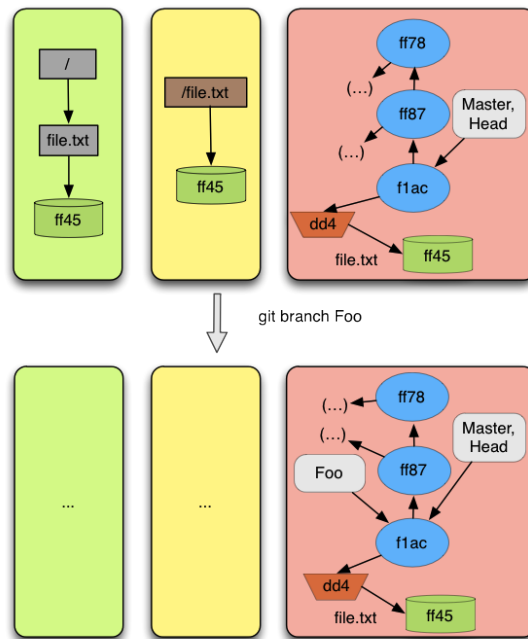 /
file.txt
ff45
/file.txt
ff45
ff78
(...)
ff87
Master,
Head
(...)
f1ac
dd4
file.txt
ff45
git branch Foo
...
...
ff78
(...)
(...)
Master,
Head
Foo
ff87
f1ac
dd4
file.txt
ff45